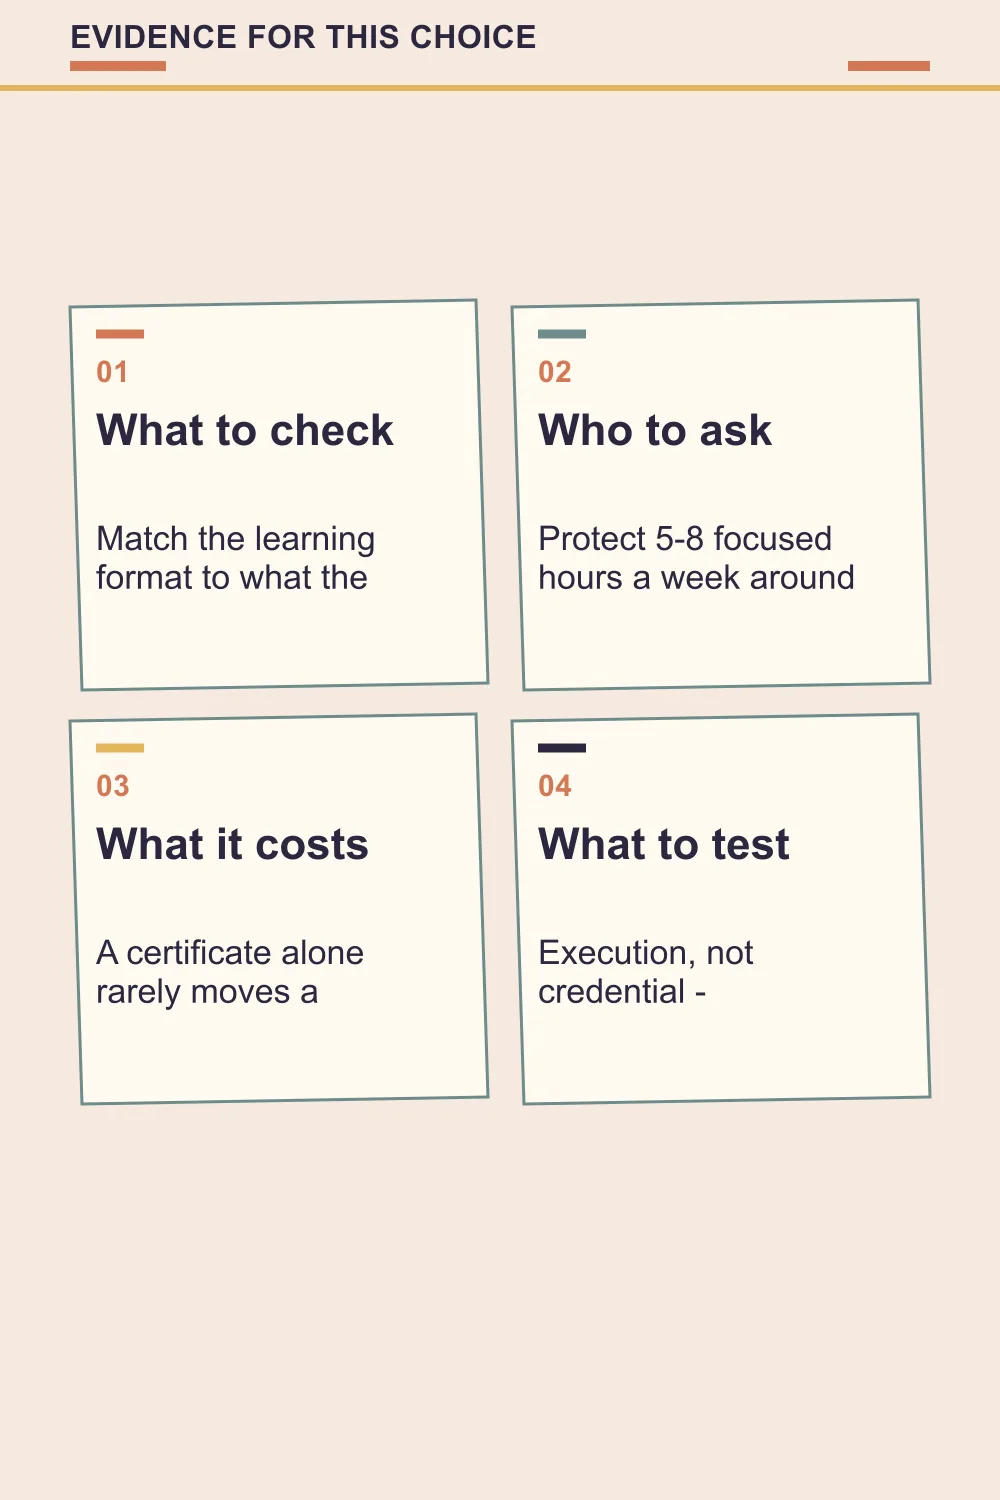 EVIDENCE FOR THIS CHOICE
01
What to check
Match the learning
format to what the
02
Who to ask
Protect 5-8 focused
hours a week around
03
What it costs
A certificate alone
rarely moves a
04
What to test
Execution, not
credential -